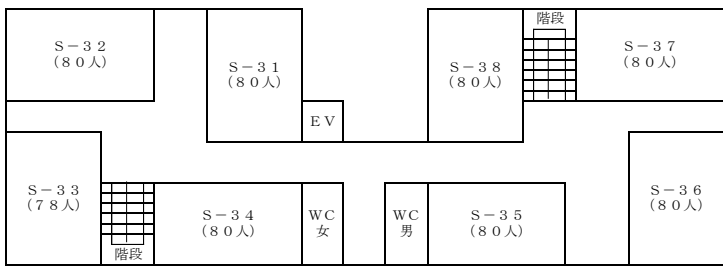 Ｓ－３２
（８０人）
Ｓ－３１
（８０人）
ＥＶ
Ｓ－３８
（８０人）
階段
Ｓ－３７
（８０人）
Ｓ－３３
（７８人）
階段
Ｓ－３４
（８０人）
ＷＣ
女
ＷＣ
男
Ｓ－３５
（８０人）
Ｓ－３６
（８０人）